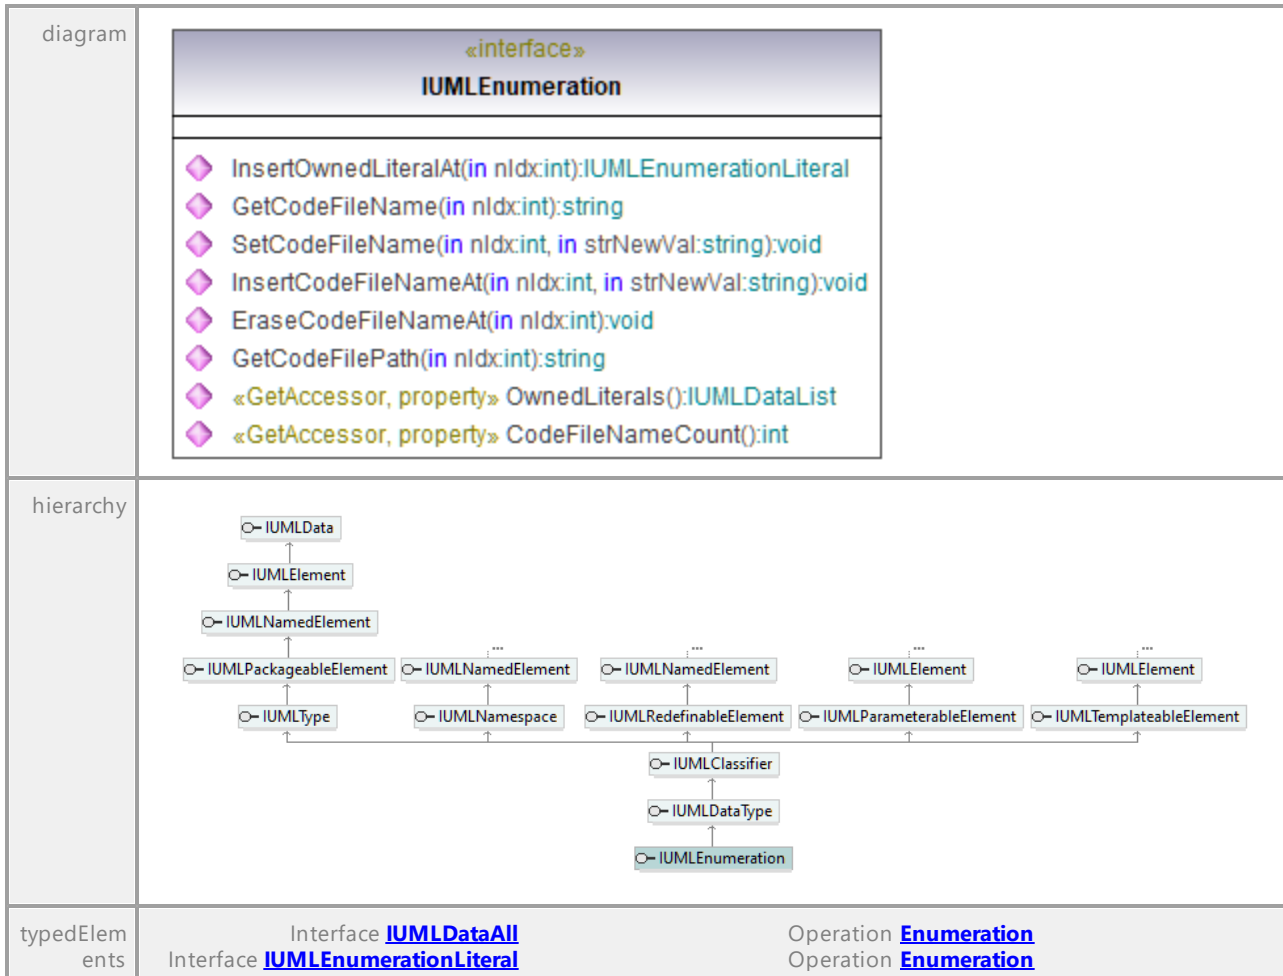 diagram
«interface»
IUMLEnumeration
InsertOwnedLiteralAt(in nIdx:int):IUMLEnumerationLiteral
GetCodeFileName(in nIdx:int):string
SetCodeFileName(in nIdx:int, in strNewVal:string):void
InsertCodeFileNameAt(in nIdx:int, in strNewVal:string):void
EraseCodeFileNameAt(in nIdx:int):void
GetCodeFilePath(in nIdx:int):string
«GetAccessor, property» OwnedLiterals():IUMLDataList
«GetAccessor, property» CodeFileNameCount():int
hierarchy
IUMLData
IUMLElement
IUMLNamedElement
... ... ... ...
IUMLPackageableElement IUMLNamedElement IUMLNamedElement IUMLElement IUMLElement
IUMLType IUMLNamespace IUMLRedefinableElement IUMLParameterableElement IUMLTemplateableElement
IUMLClassifier
IUMLDataType
IUMLEnumeration
typedElem
ents
Interface IUMLDataAll Operation Enumeration
Interface IUMLEnumerationLiteral Operation Enumeration